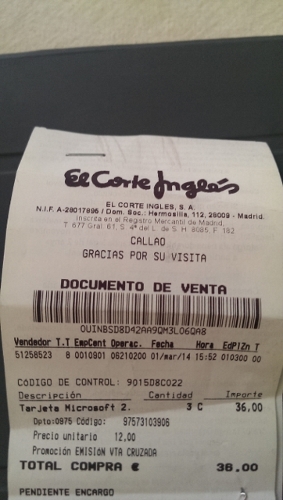 El Corte Inglés
EL CORTE INGLES, S. A.
N.I.F. A-28017895 / Dom. Soc.: Hermosilla, 112, 28009 - Madrid.
Inscrita en el Registro Mercantil de Madrid,
T. 677 Gral: 61, S. 4ª del L. de S. H. 8085, F. 182
CALLAO
GRACIAS POR SU VISITA
DOCUMENTO DE VENTA
0UINBSD8D42AA9QM3LO6QA8
Vendedor T.T EmpCent Operac. Fecha Hora EdPlZn T
51258523 8 0010901 06210200 01/mar/14 15:52 010300 00
CóDIGO DE CONTROL: 9015D8C022
Descripción Cantidad Importe
Tarjeta Microsoft 2. 3 C 36,00
Dpto:0875 Código: 97573103906
Precio unitario 12,00
Promoción EMISION VTA CRUZADA
TOTAL COMPRA € 36.00
PENDIENTE ENCARGO